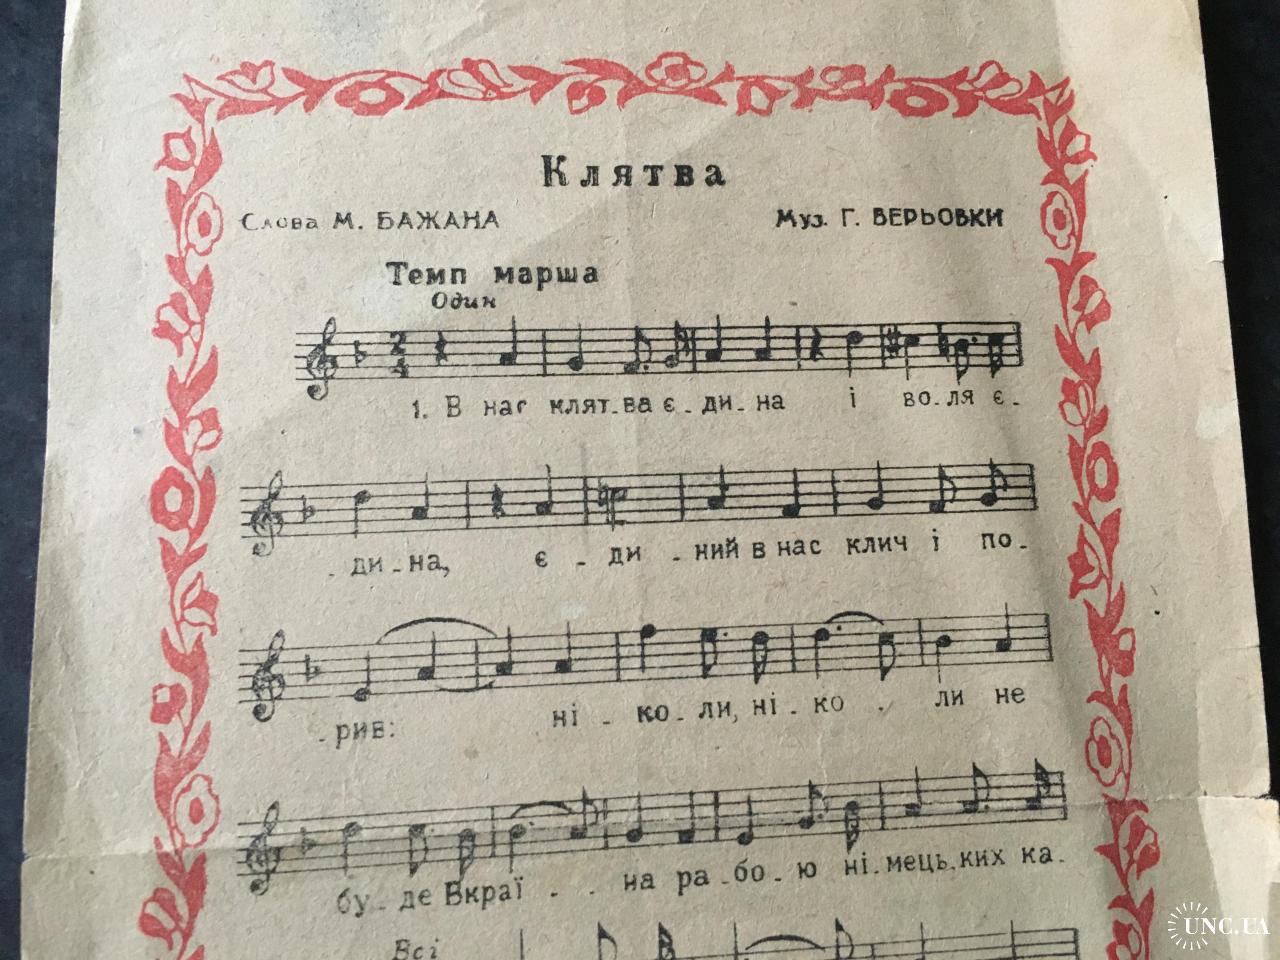 Клятва
Слова М. БАЖАНА Муз. Г. ВЕРЬОВКИ
Темп марша
Один
2
4
1. В нас клят.ва є.ди.на і во.ля є.
.ди.на, є.ди.ний в нас клич і по.
.рив: ні.ко.ли, ні.ко.ли не
бу.де Вкраї..на ра.бо.ю ні.мець.ких ка.
Всі
UNC.UA